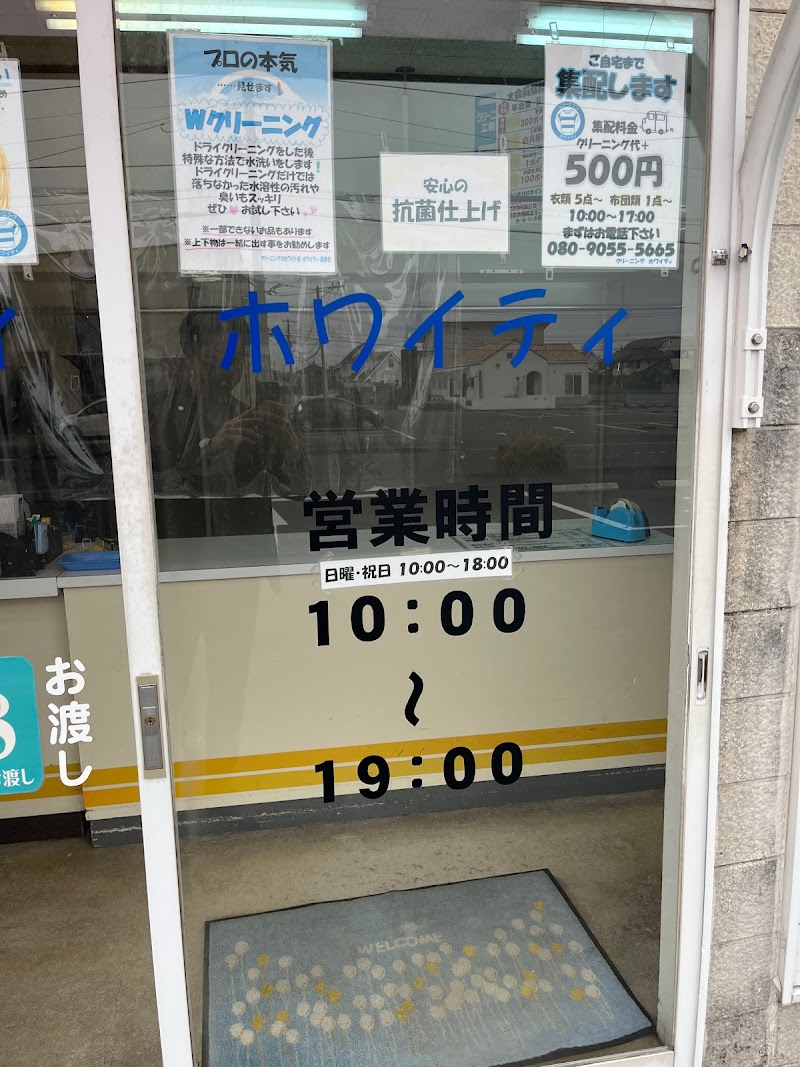 プロの本気
……見せます!
Wクリーニング
ドライクリーニングをした後
特殊な方法で水洗いをします!
ドライクリーニングだけでは
落ちなかった水溶性の汚れや
臭いもスッキリ
ぜひお試し下さい
※一部できないお品もあります
※上下物は一緒に出す事をお勧めします
安心の
抗菌仕上げ
ご自宅まで
集配します
集配料金
クリーニング代+
500円
衣類 5点～ 布団類 1点～
10:00～17:00
まずはお電話下さい
080-9055-5665
クリーニング ホワイティ
ホワイティ
営業時間
日曜・祝日 10:00～18:00
10:00
～
19:00
お渡し
渡し
WELCOME